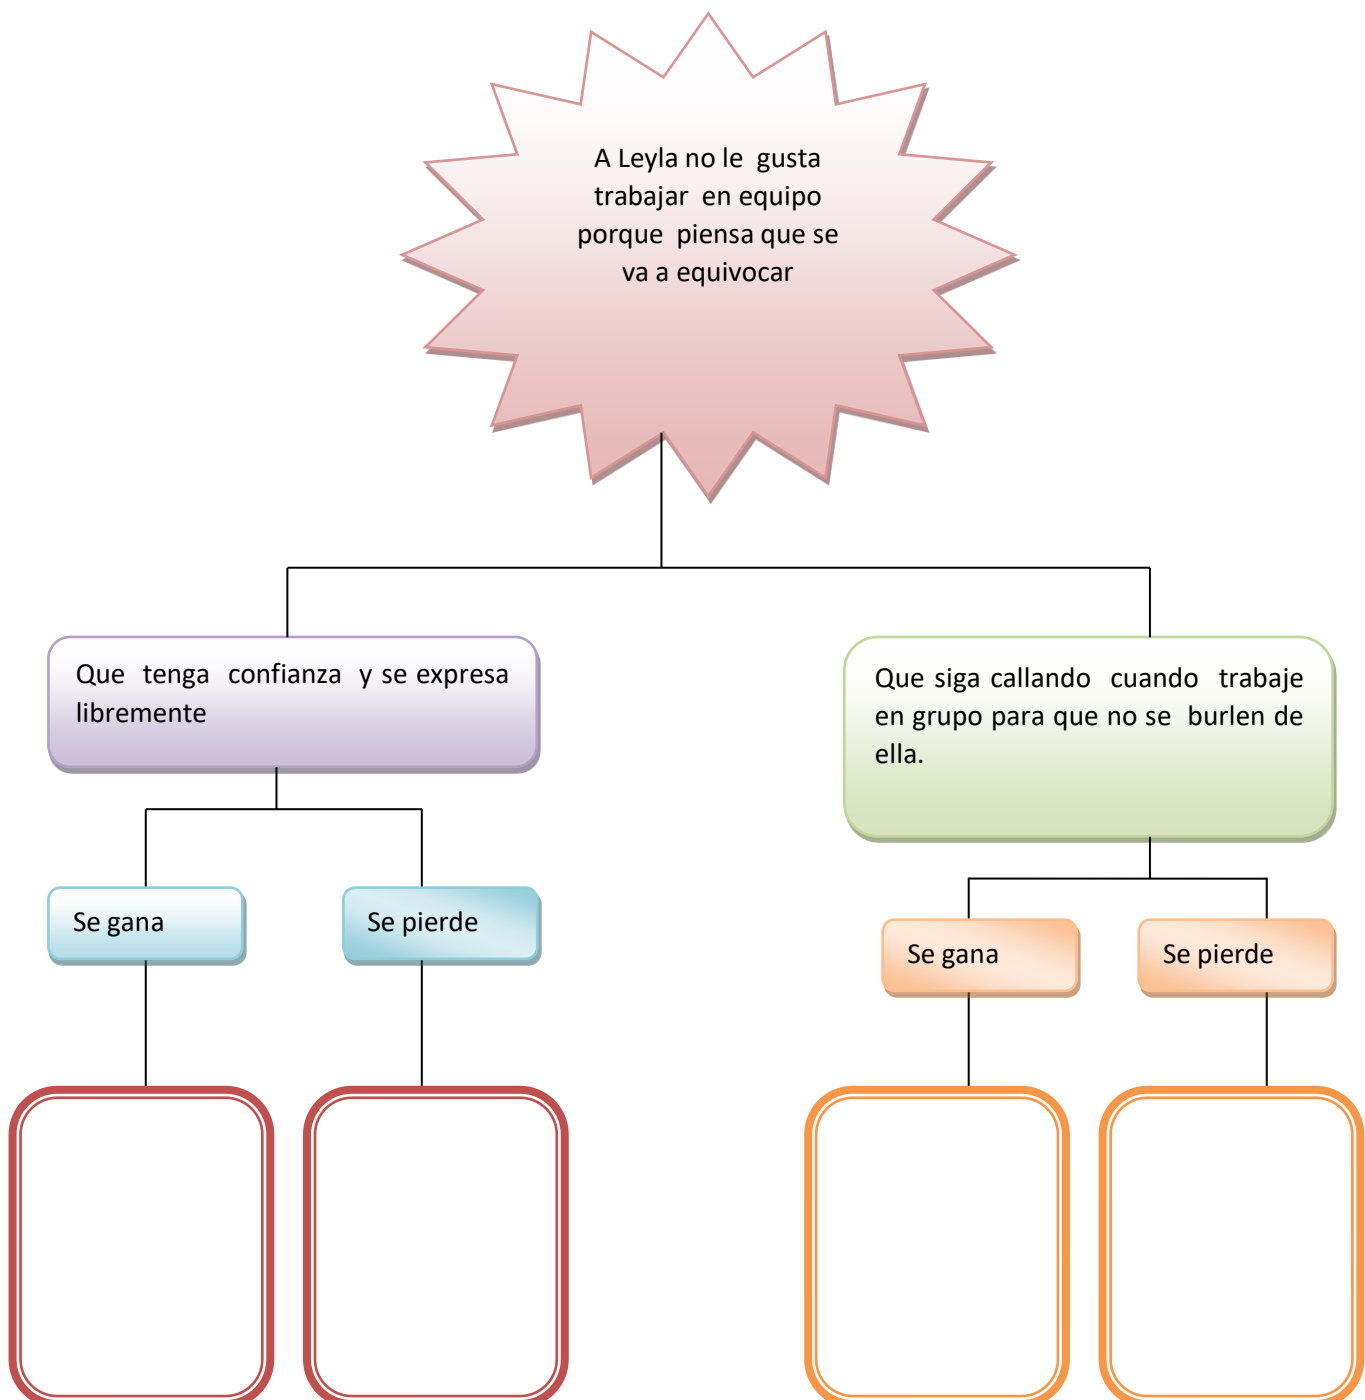 A Leyla no le gusta
trabajar en equipo
porque piensa que se
va a equivocar
Que tenga confianza y se expresa
libremente
Que siga callando cuando trabaje
en grupo para que no se burlen de
ella.
Se gana
Se pierde
Se gana
Se pierde